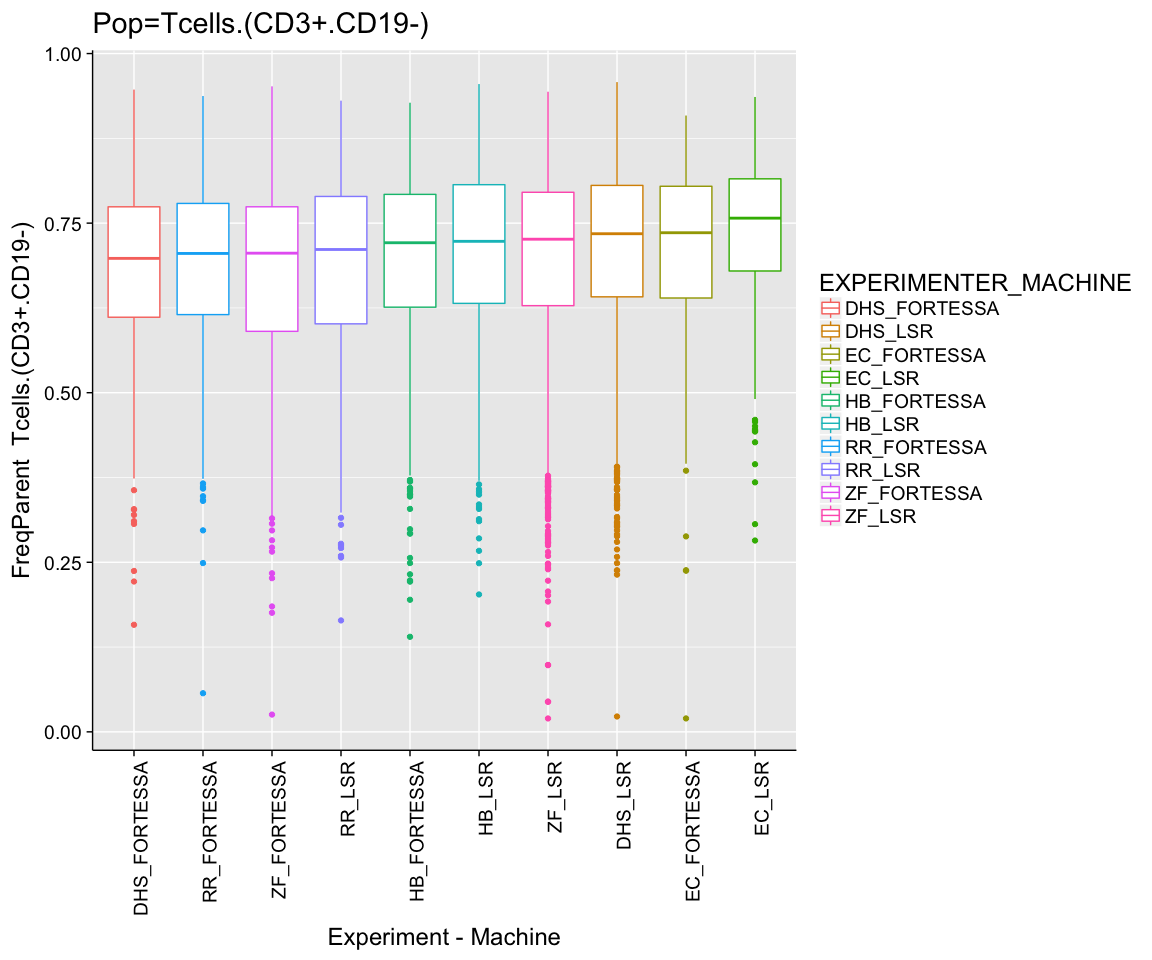 Pop=Tcells.(CD3+.CD19-)
FreqParent Tcells.(CD3+.CD19-)
1.00
0.75
0.50
0.25
0.00
DHS_FORTESSA
RR_FORTESSA
ZF_FORTESSA
RR_LSR
HB_FORTESSA
HB_LSR
ZF_LSR
DHS_LSR
EC_FORTESSA
EC_LSR
Experiment - Machine
EXPERIMENTER_MACHINE
DHS_FORTESSA
DHS_LSR
EC_FORTESSA
EC_LSR
HB_FORTESSA
HB_LSR
RR_FORTESSA
RR_LSR
ZF_FORTESSA
ZF_LSR